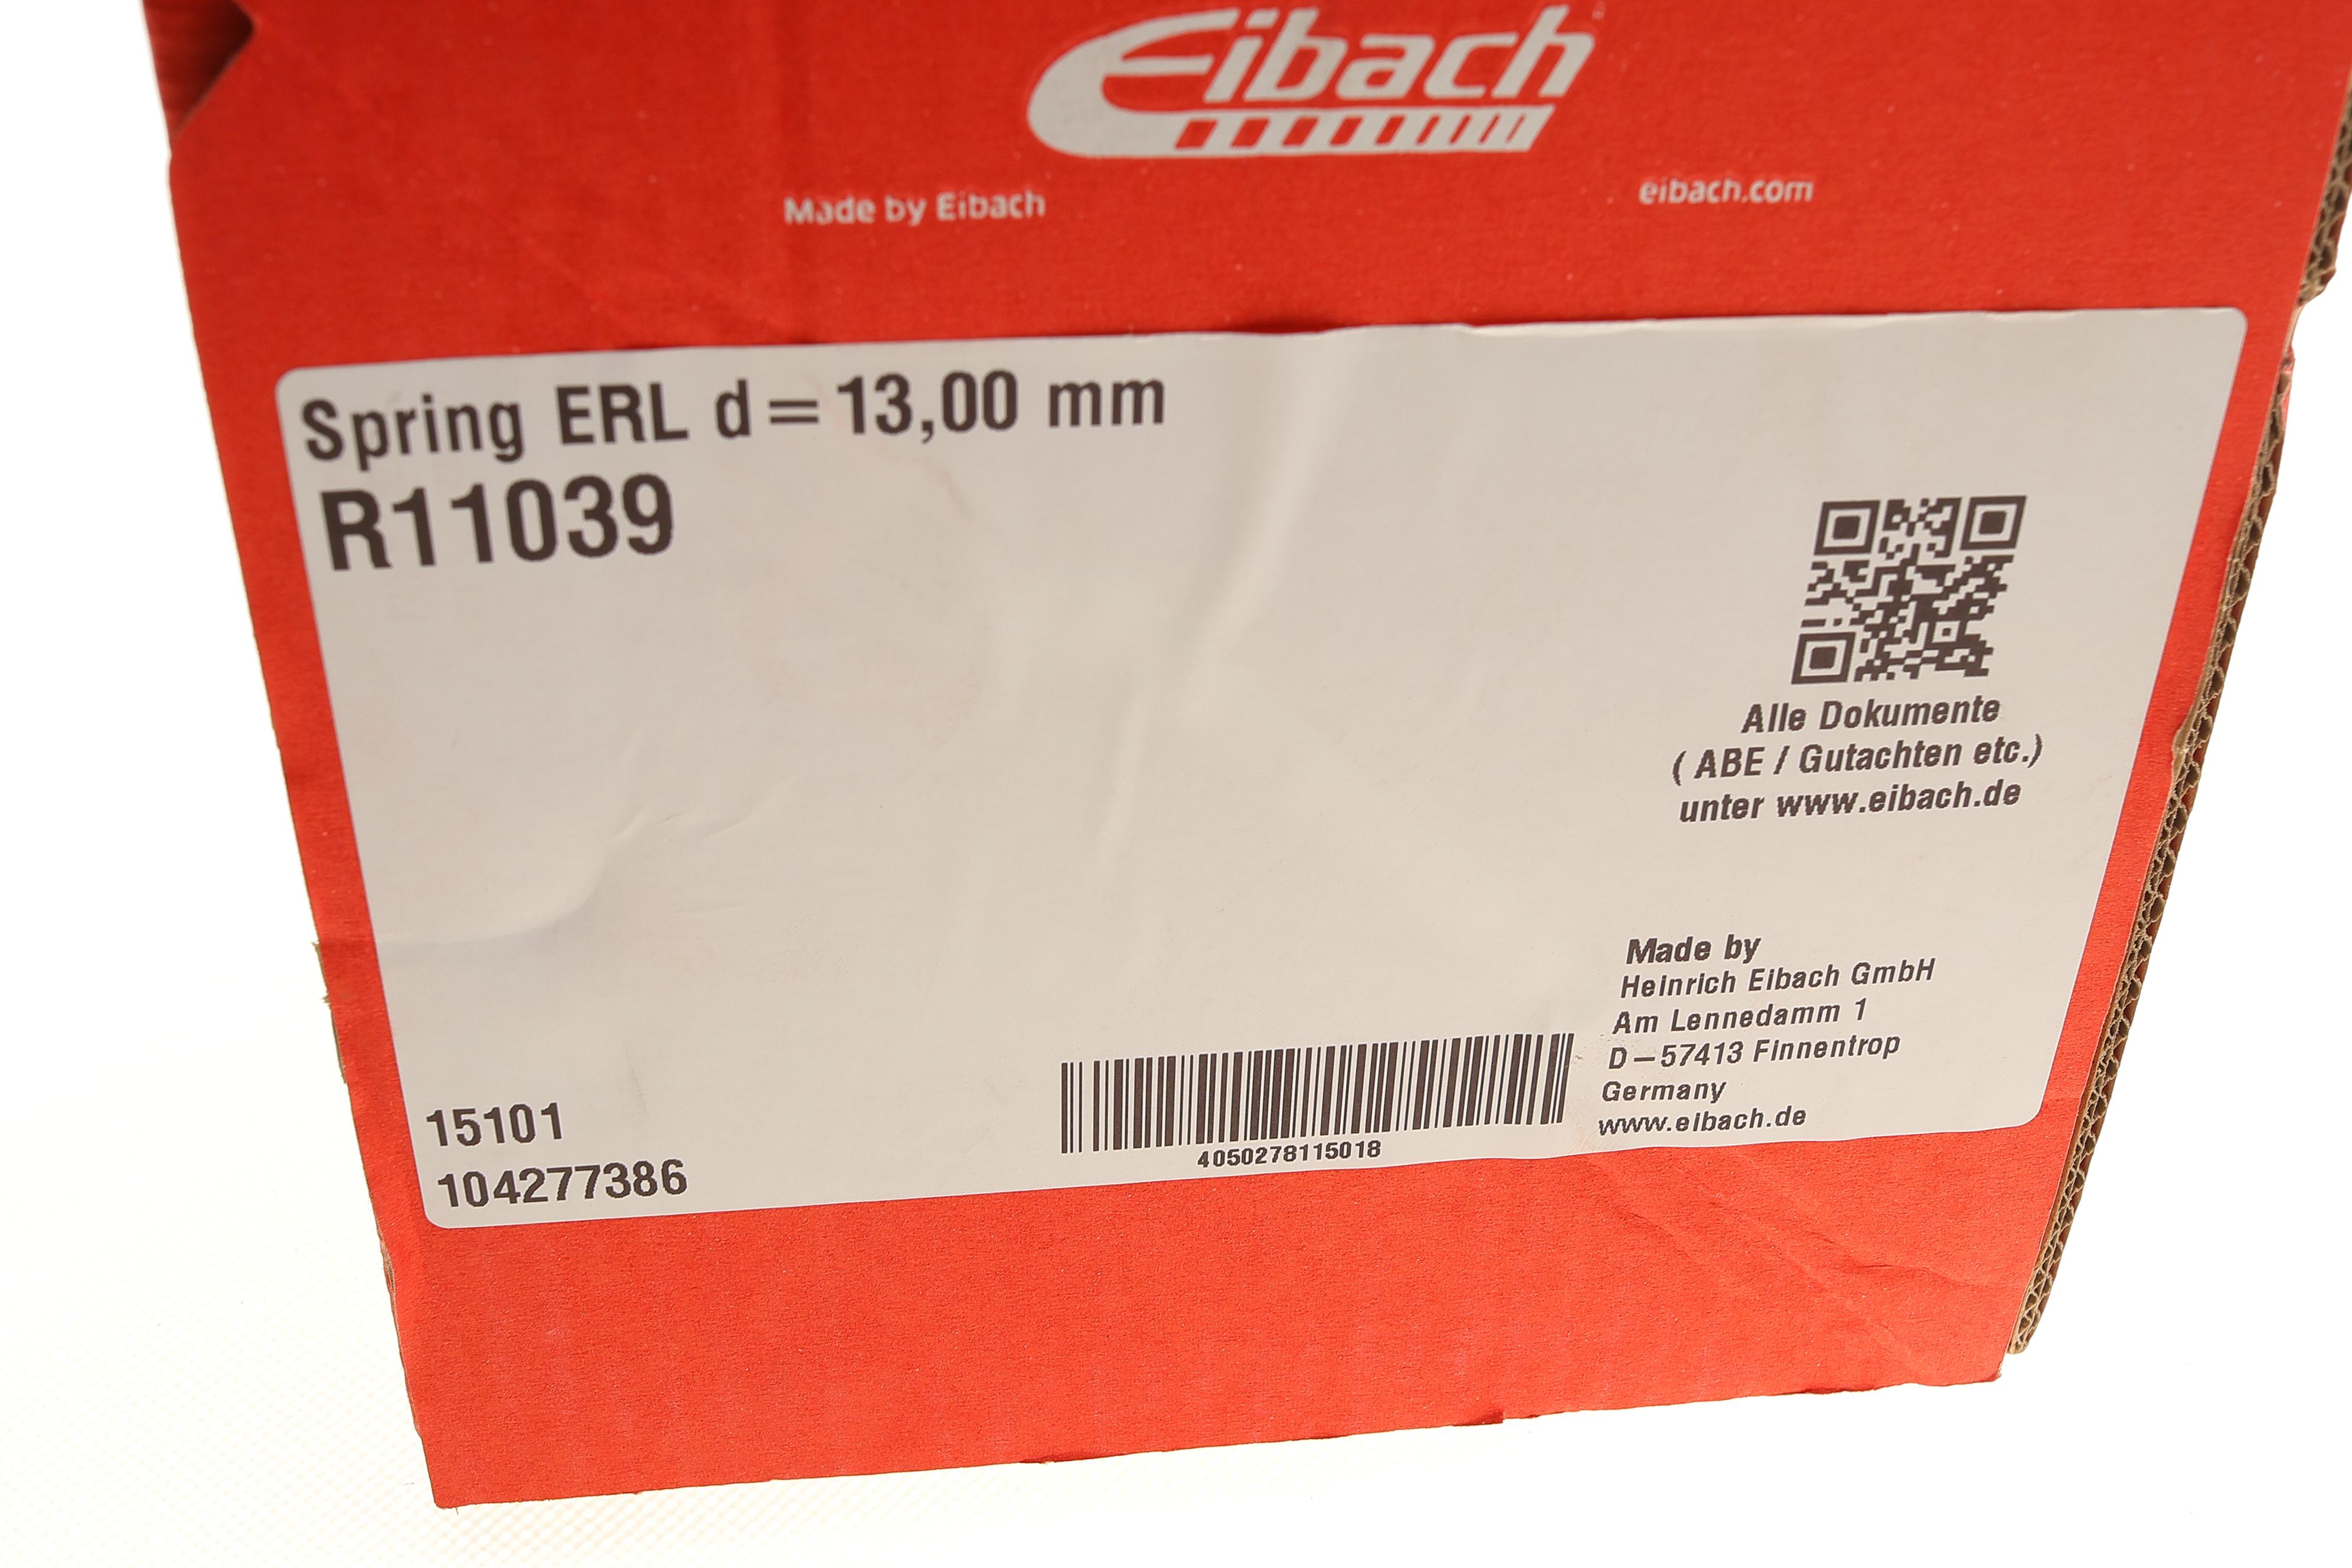 Eibach
Made by Eibach
eibach.com
Spring ERL d=13,00 mm
R11039
Alle Dokumente
( ABE / Gutachten etc.)
unter www.eibach.de
Made by
Heinrich Eibach GmbH
Am Lennedamm 1
D-57413 Finnentrop
Germany
www.eibach.de
15101
104277386
4050278115018